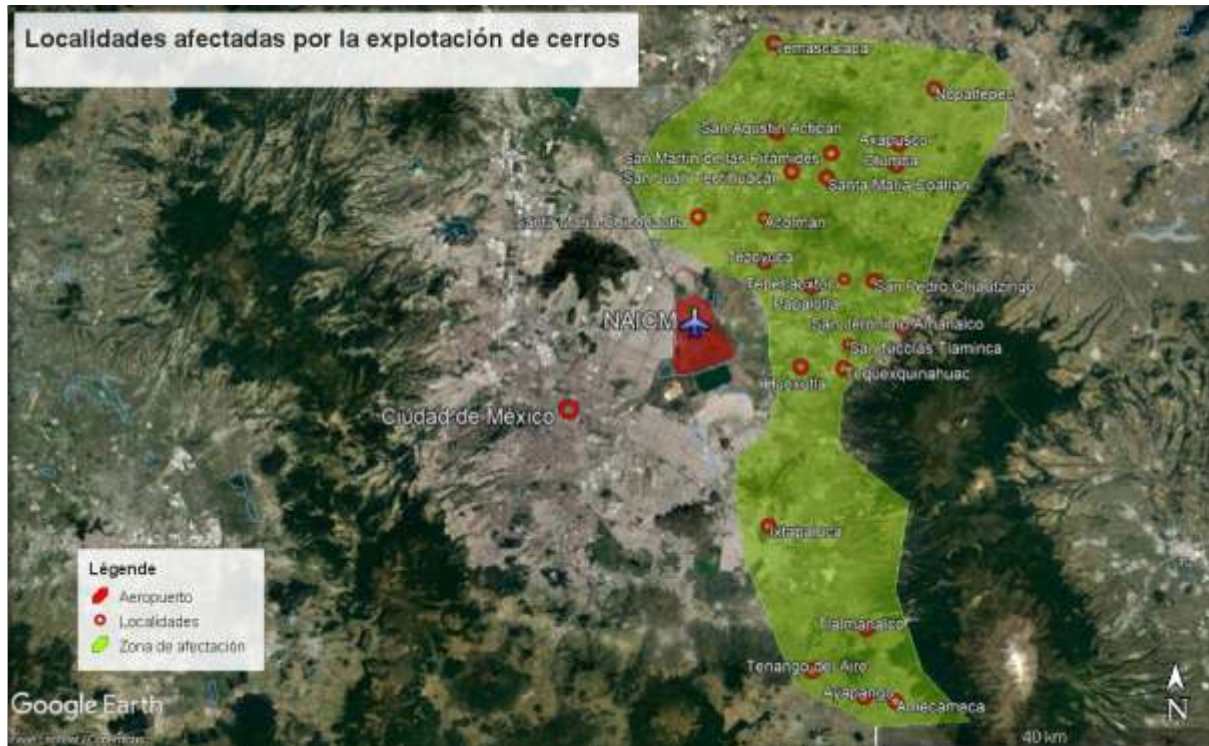 Localidades afectadas por la explotación de cerros
Temascalapa
Nopaltepec
San Agustín Actipan
Axapusco
San Martín de las Pirámides
Otumba
San Juan Teotihuacán
Santa María Coatlán
Acolman
Tepoyuca
San Pedro Chiautzingo
Papalotla
NAICM
San Jerónimo Amanalco
San Nicolás Tlaminca
Tequexquinahuac
Huexotla
Ciudad de México
Ixtapaluca
Légende
Aeropuerto
Localidades
Zona de afectación
Tlalmanalco
Tenango del Aire
Ayapango
Amecameca
Google Earth
N
40 km